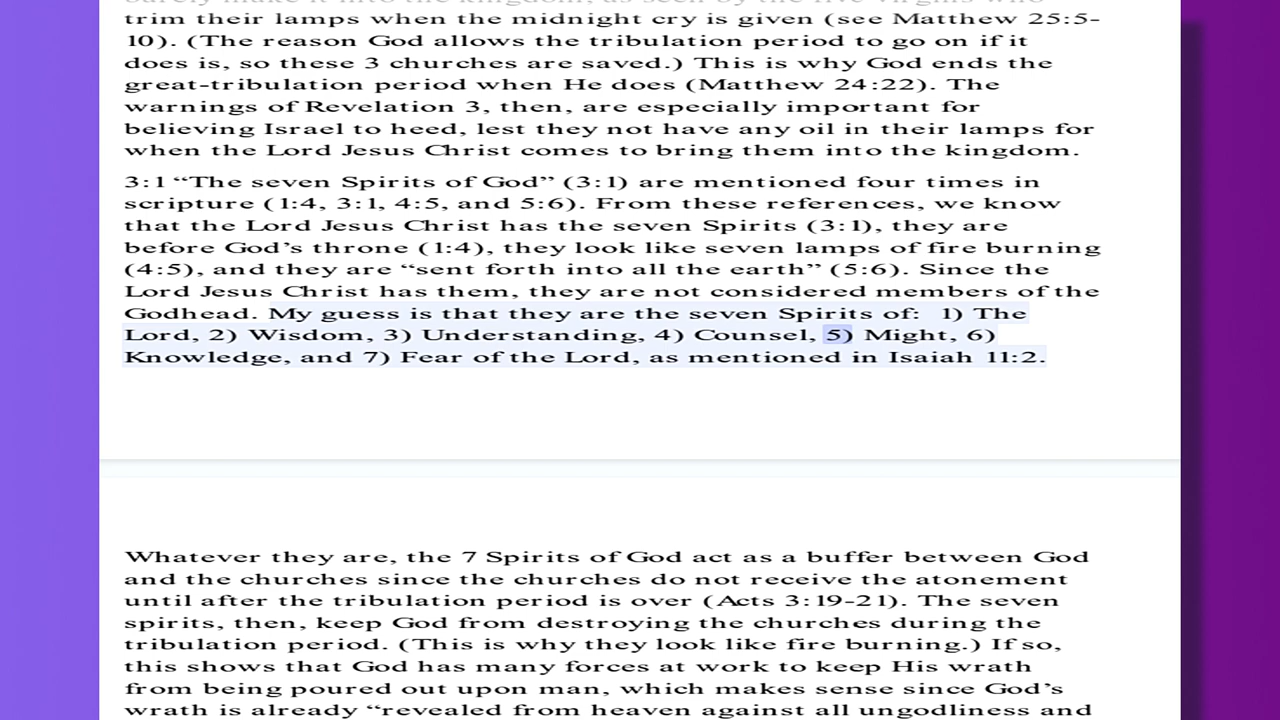 barely make it into the kingdom, as seen by the five virgins who
trim their lamps when the midnight cry is given (see Matthew 25:5-
10). (The reason God allows the tribulation period to go on if it
does is, so these 3 churches are saved.) This is why God ends the
great-tribulation period when He does (Matthew 24:22). The
warnings of Revelation 3, then, are especially important for
believing Israel to heed, lest they not have any oil in their lamps for
when the Lord Jesus Christ comes to bring them into the kingdom.
3:1 “The seven Spirits of God” (3:1) are mentioned four times in
scripture (1:4, 3:1, 4:5, and 5:6). From these references, we know
that the Lord Jesus Christ has the seven Spirits (3:1), they are
before God’s throne (1:4), they look like seven lamps of fire burning
(4:5), and they are “sent forth into all the earth” (5:6). Since the
Lord Jesus Christ has them, they are not considered members of the
Godhead. My guess is that they are the seven Spirits of: 1) The
Lord, 2) Wisdom, 3) Understanding, 4) Counsel, 5) Might, 6)
Knowledge, and 7) Fear of the Lord, as mentioned in Isaiah 11:2.
Whatever they are, the 7 Spirits of God act as a buffer between God
and the churches since the churches do not receive the atonement
until after the tribulation period is over (Acts 3:19-21). The seven
spirits, then, keep God from destroying the churches during the
tribulation period. (This is why they look like fire burning.) If so,
this shows that God has many forces at work to keep His wrath
from being poured out upon man, which makes sense since God’s
wrath is already “revealed from heaven against all ungodliness and